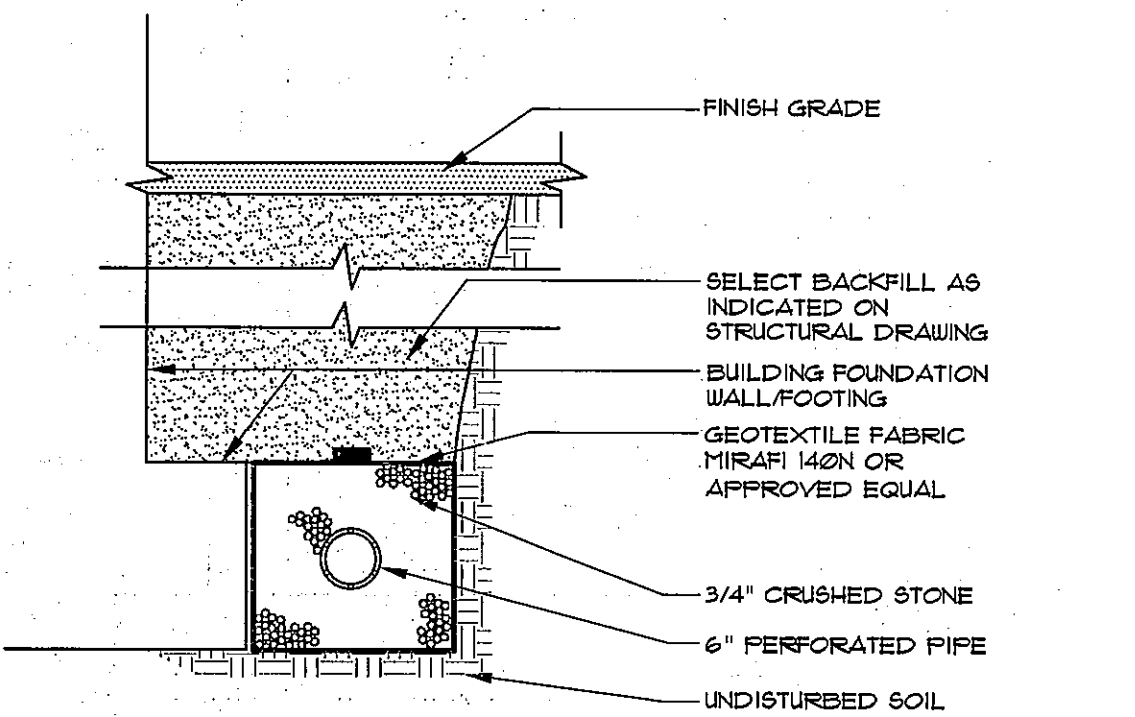 FINISH GRADE
SELECT BACKFILL AS
INDICATED ON
STRUCTURAL DRAWING
BUILDING FOUNDATION
WALL/FOOTING
GEOTEXTILE FABRIC
MIRAFI 140N OR
APPROVED EQUAL
3/4" CRUSHED STONE
6" PERFORATED PIPE
UNDISTURBED SOIL